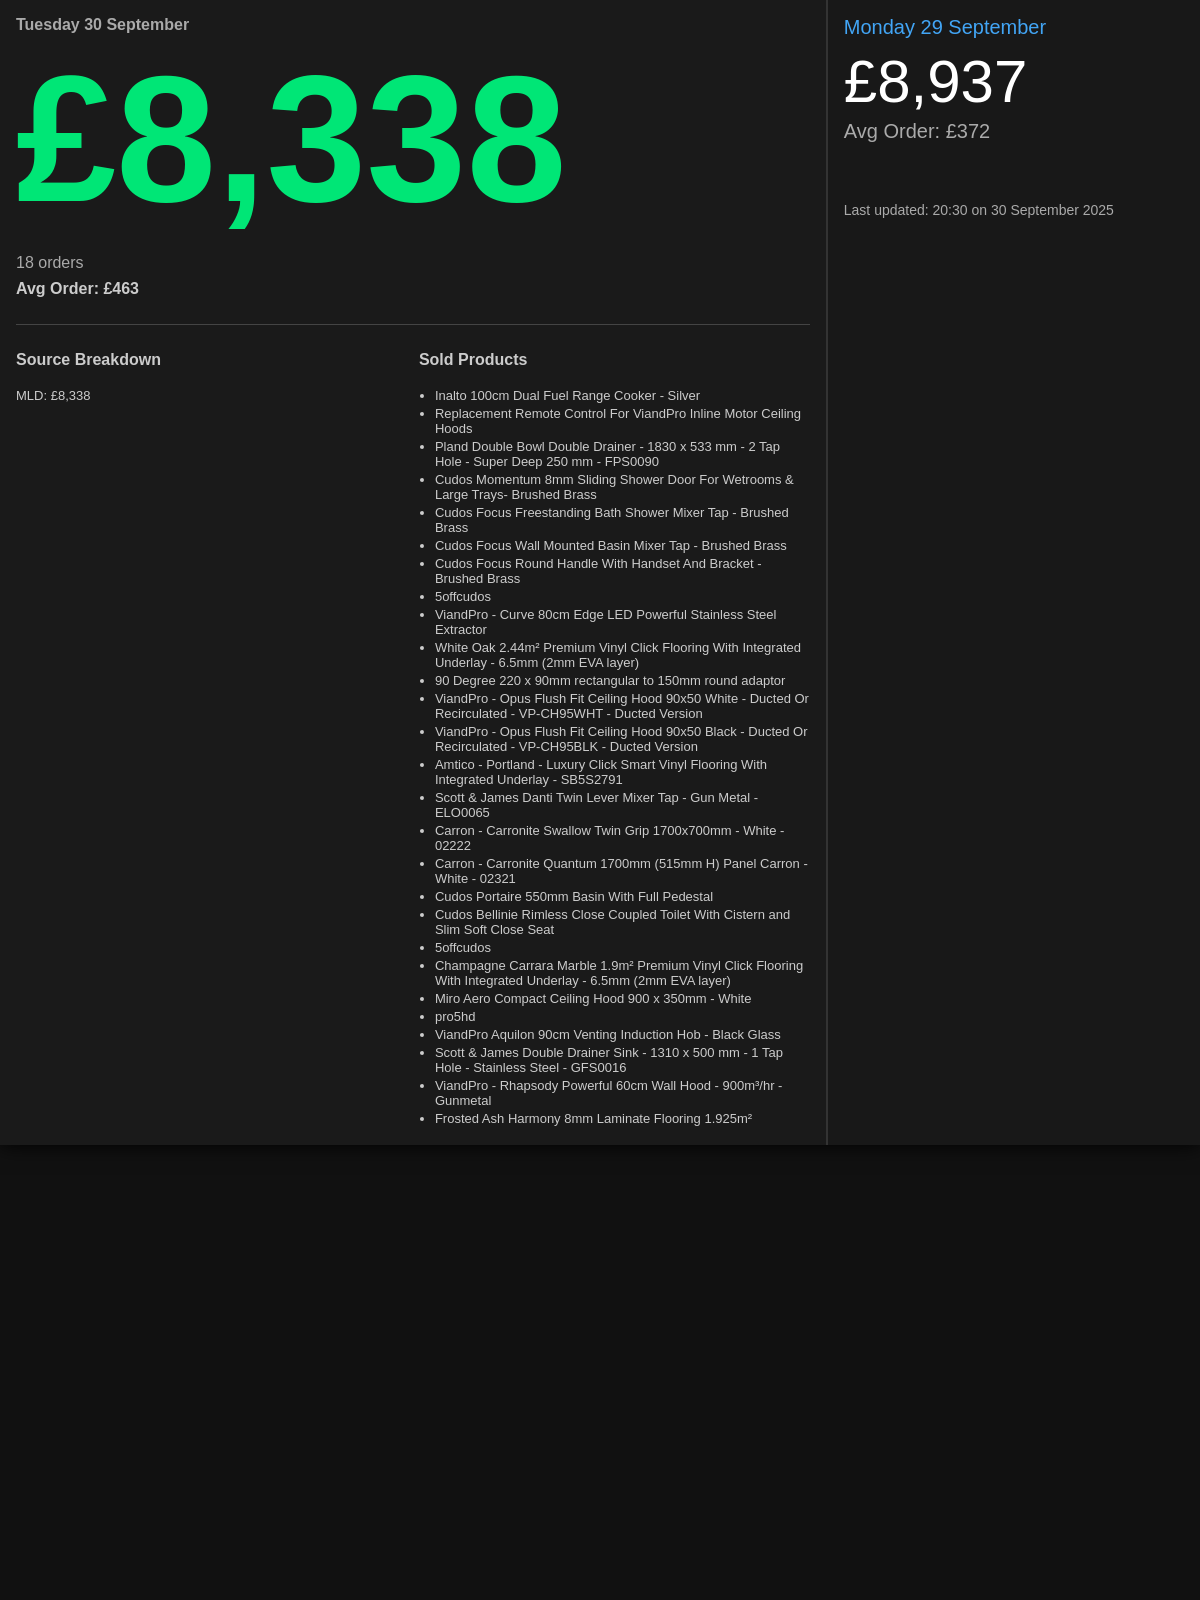 Tuesday 30 September
£8,338
18 orders
Avg Order: £463
Source Breakdown
MLD: £8,338
Sold Products
• Inalto 100cm Dual Fuel Range Cooker - Silver
• Replacement Remote Control For ViandPro Inline Motor Ceiling
Hoods
• Pland Double Bowl Double Drainer - 1830 x 533 mm - 2 Tap
Hole - Super Deep 250 mm - FPS0090
• Cudos Momentum 8mm Sliding Shower Door For Wetrooms &
Large Trays- Brushed Brass
• Cudos Focus Freestanding Bath Shower Mixer Tap - Brushed
Brass
• Cudos Focus Wall Mounted Basin Mixer Tap - Brushed Brass
• Cudos Focus Round Handle With Handset And Bracket -
Brushed Brass
• 5offcudos
• ViandPro - Curve 80cm Edge LED Powerful Stainless Steel
Extractor
• White Oak 2.44m² Premium Vinyl Click Flooring With Integrated
Underlay - 6.5mm (2mm EVA layer)
• 90 Degree 220 x 90mm rectangular to 150mm round adaptor
• ViandPro - Opus Flush Fit Ceiling Hood 90x50 White - Ducted Or
Recirculated - VP-CH95WHT - Ducted Version
• ViandPro - Opus Flush Fit Ceiling Hood 90x50 Black - Ducted Or
Recirculated - VP-CH95BLK - Ducted Version
• Amtico - Portland - Luxury Click Smart Vinyl Flooring With
Integrated Underlay - SB5S2791
• Scott & James Danti Twin Lever Mixer Tap - Gun Metal -
ELO0065
• Carron - Carronite Swallow Twin Grip 1700x700mm - White -
02222
• Carron - Carronite Quantum 1700mm (515mm H) Panel Carron -
White - 02321
• Cudos Portaire 550mm Basin With Full Pedestal
• Cudos Bellinie Rimless Close Coupled Toilet With Cistern and
Slim Soft Close Seat
• 5offcudos
• Champagne Carrara Marble 1.9m² Premium Vinyl Click Flooring
With Integrated Underlay - 6.5mm (2mm EVA layer)
• Miro Aero Compact Ceiling Hood 900 x 350mm - White
• pro5hd
• ViandPro Aquilon 90cm Venting Induction Hob - Black Glass
• Scott & James Double Drainer Sink - 1310 x 500 mm - 1 Tap
Hole - Stainless Steel - GFS0016
• ViandPro - Rhapsody Powerful 60cm Wall Hood - 900m³/hr -
Gunmetal
• Frosted Ash Harmony 8mm Laminate Flooring 1.925m²
Monday 29 September
£8,937
Avg Order: £372
Last updated: 20:30 on 30 September 2025